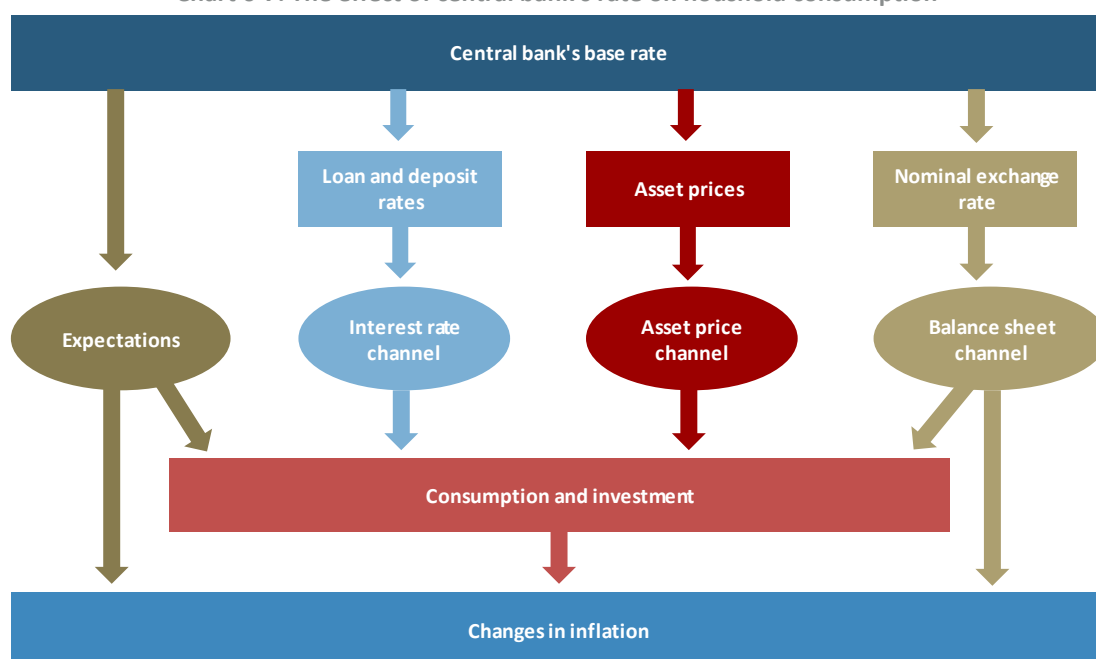 Central bank's base rate
Loan and deposit
rates
Asset prices
Nominal exchange
rate
Expectations
Interest rate
channel
Asset price
channel
Balance sheet
channel
Consumption and investment
Changes in inflation